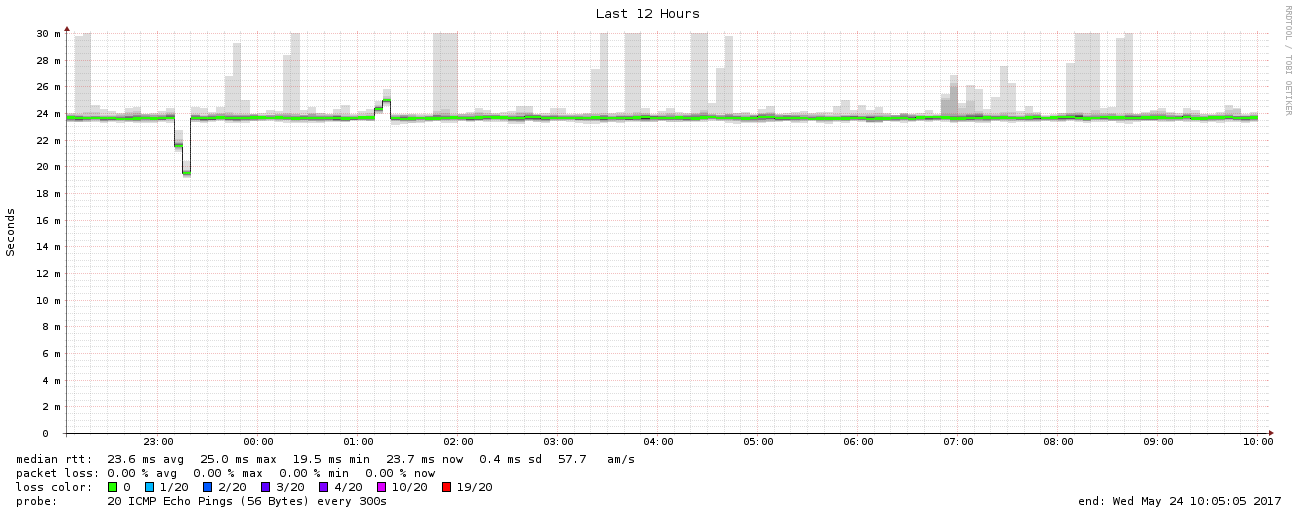 Last 12 Hours
RRDTOOL / TOBI OETIKER
30 m
28 m
26 m
24 m
22 m
20 m
18 m
16 m
14 m
12 m
10 m
8 m
6 m
4 m
2 m
0
Seconds
23:00 00:00 01:00 02:00 03:00 04:00 05:00 06:00 07:00 08:00 09:00 10:00
median rtt: 23.6 ms avg 25.0 ms max 19.5 ms min 23.7 ms now 0.4 ms sd 57.7 am/s
packet loss: 0.00 % avg 0.00 % max 0.00 % min 0.00 % now
loss color: 0 1/20 2/20 3/20 4/20 10/20 19/20
probe: 20 ICMP Echo Pings (56 Bytes) every 300s end: Wed May 24 10:05:05 2017